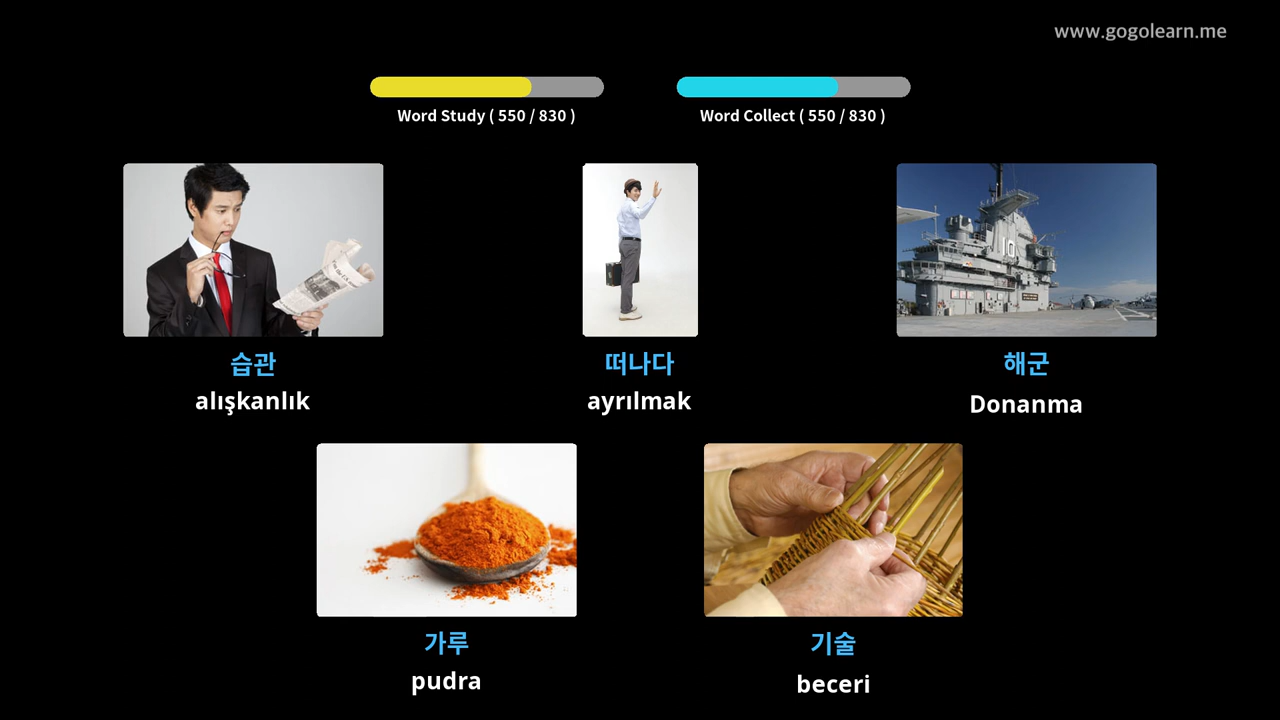 www.gogolearn.me
Word Study ( 550 / 830 )
Word Collect ( 550 / 830 )
습관
alışkanlık
떠나다
ayrılmak
해군
Donanma
가루
pudra
기술
beceri